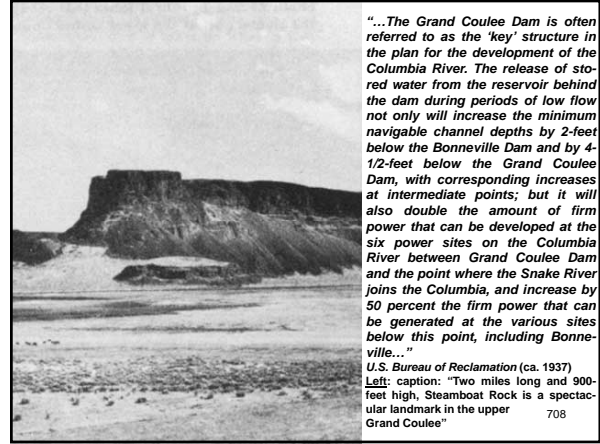 “…The Grand Coulee Dam is often
referred to as the ‘key’ structure in
the plan for the development of the
Columbia River. The release of sto-
red water from the reservoir behind
the dam during periods of low flow
not only will increase the minimum
navigable channel depths by 2-feet
below the Bonneville Dam and by 4-
1/2-feet below the Grand Coulee
Dam, with corresponding increases
at intermediate points; but it will
also double the amount of firm
power that can be developed at the
six power sites on the Columbia
River between Grand Coulee Dam
and the point where the Snake River
joins the Columbia, and increase by
50 percent the firm power that can
be generated at the various sites
below this point, including Bonne-
ville…”
U.S. Bureau of Reclamation (ca. 1937)
Left: caption: “Two miles long and 900-
feet high, Steamboat Rock is a spectac-
ular landmark in the upper
Grand Coulee”
708